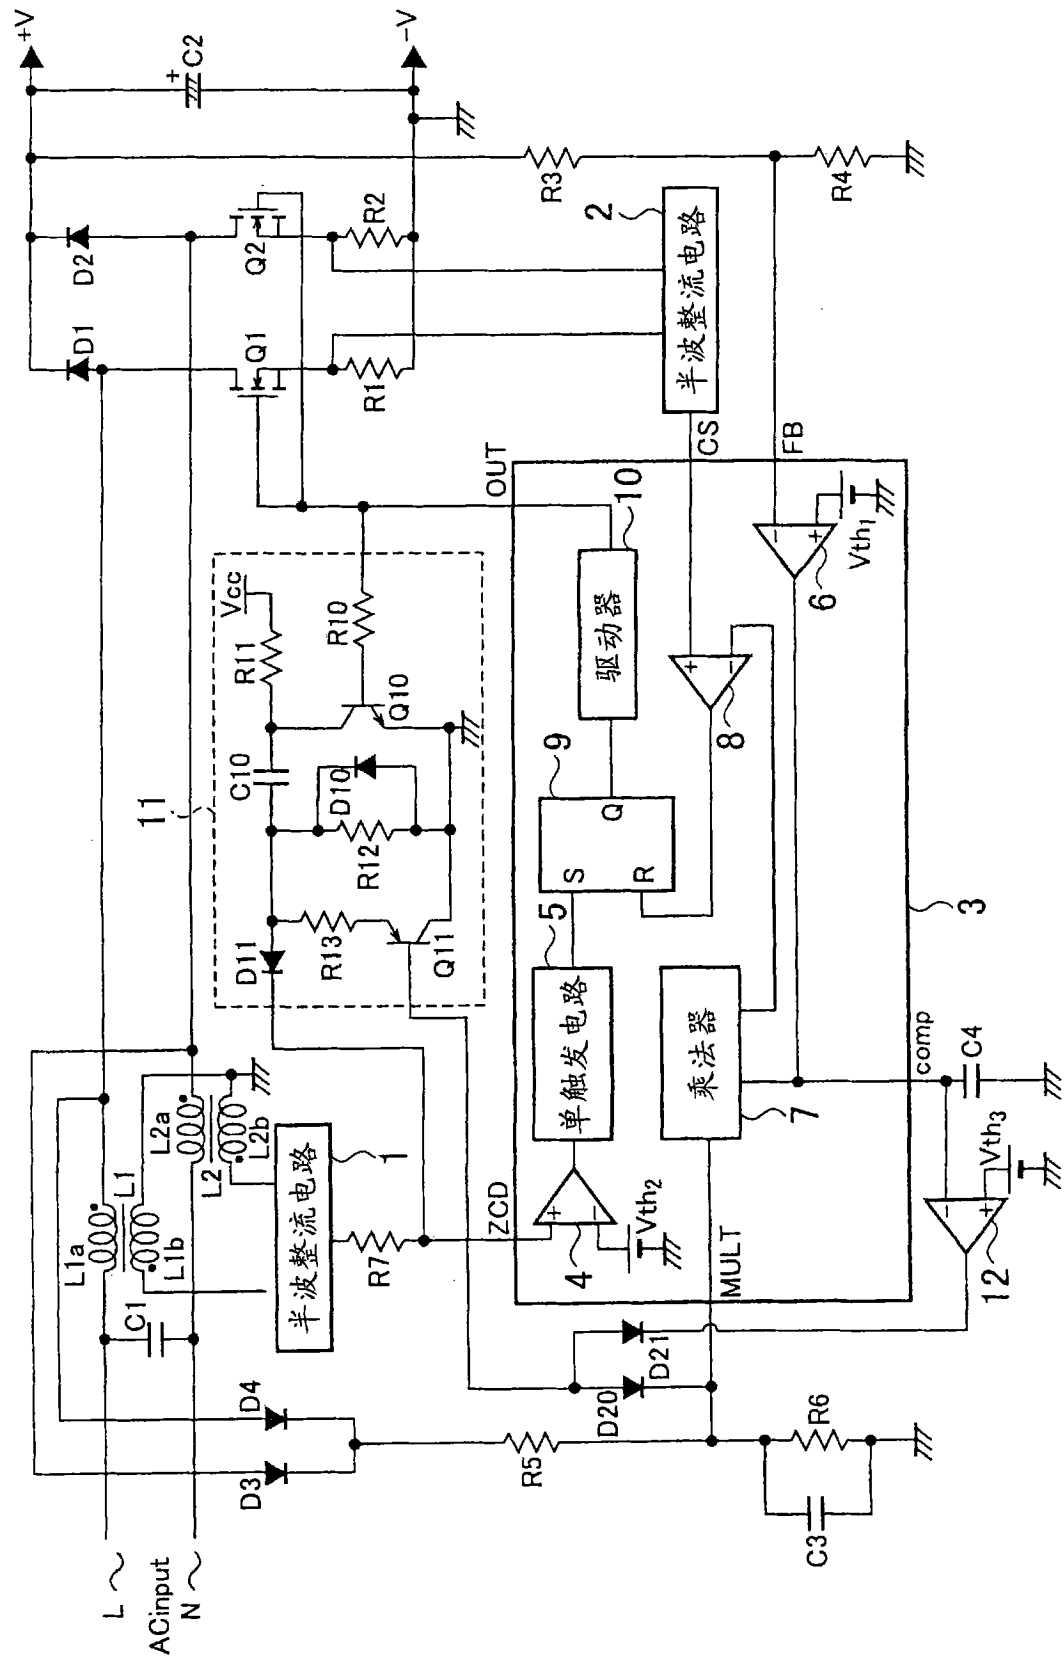 L ~
ACinput
N ~
+V
-V
C2
+
D1
D2
Q1
Q2
R1
R2
R3
R4
2
半波整流电路
CS
FB
OUT
11
Vcc
R11
R10
Q10
C10
D10
R12
D11
R13
Q11
L1a
L1
L1b
L2a
L2
L2b
C1
半波整流电路
1
R7
D4
D3
R5
R6
C3
D20
D21
ZCD
MULT
4
+
-
Vth2
单触发电路
5
S
R
Q
9
驱动器
10
+
-
8
-
+
6
Vth1
乘法器
7
3
comp
C4
-
+
12
Vth3